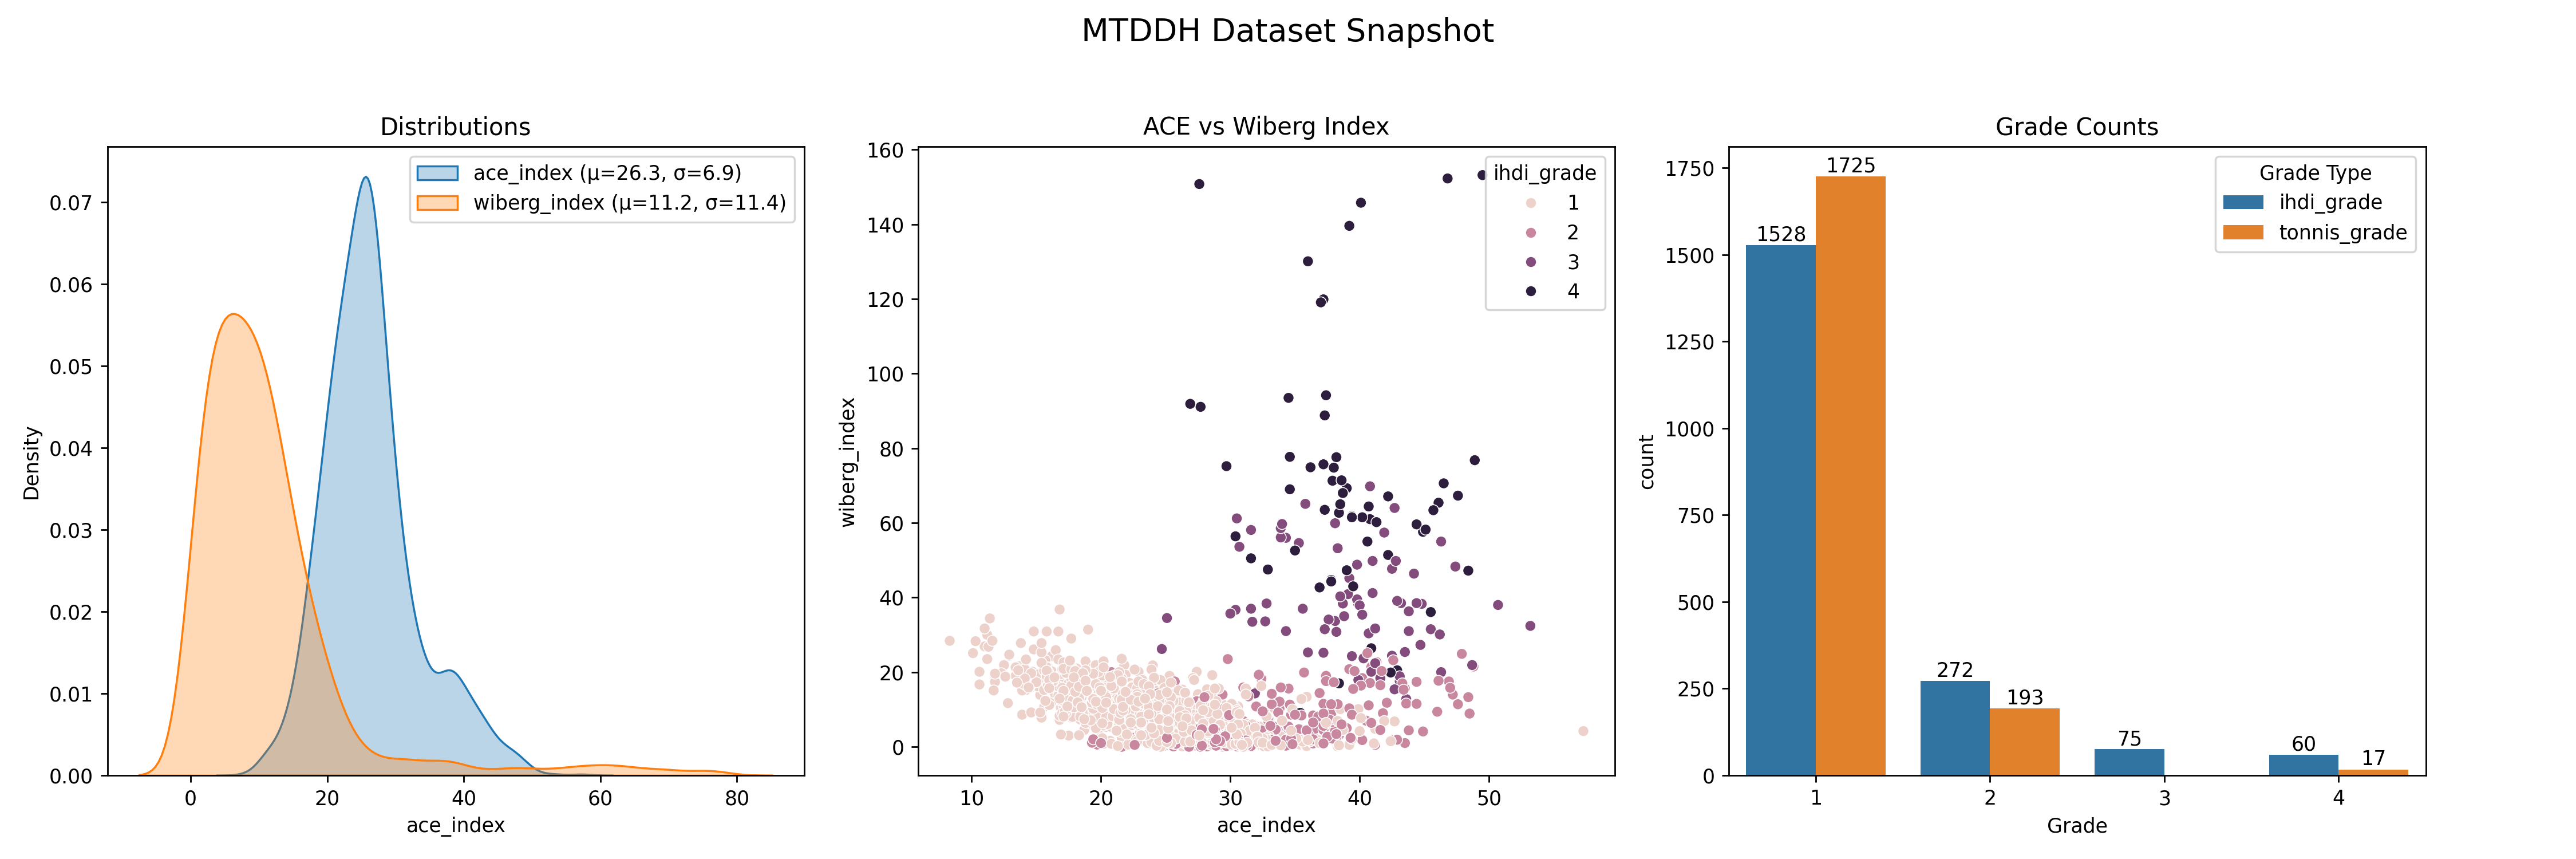 MTDDH Dataset Snapshot
Distributions
ace_index (μ=26.3, σ=6.9)
wiberg_index (μ=11.2, σ=11.4)
Density
0.07
0.06
0.05
0.04
0.03
0.02
0.01
0.00
0 20 40 60 80
ace_index
ACE vs Wiberg Index
ihdi_grade
1
2
3
4
wiberg_index
160
140
120
100
80
60
40
20
0
10 20 30 40 50
ace_index
Grade Counts
Grade Type
ihdi_grade
tonnis_grade
count
1750
1500
1250
1000
750
500
250
0
1528
1725
272
193
75
60
17
1 2 3 4
Grade